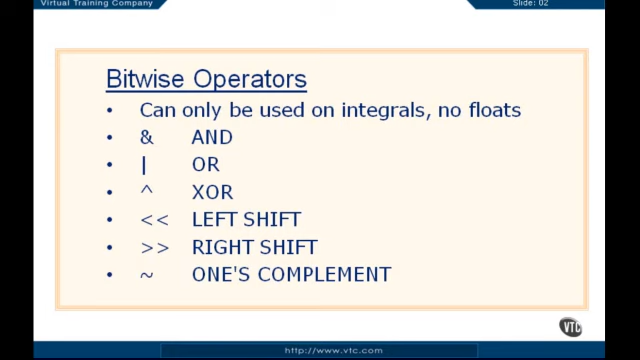 Virtual Training Company Slide: 02
Bitwise Operators
• Can only be used on integrals, no floats
• & AND
• | OR
• ^ XOR
• << LEFT SHIFT
• >> RIGHT SHIFT
• ~ ONE'S COMPLEMENT
VTC
http://www.vtc.com